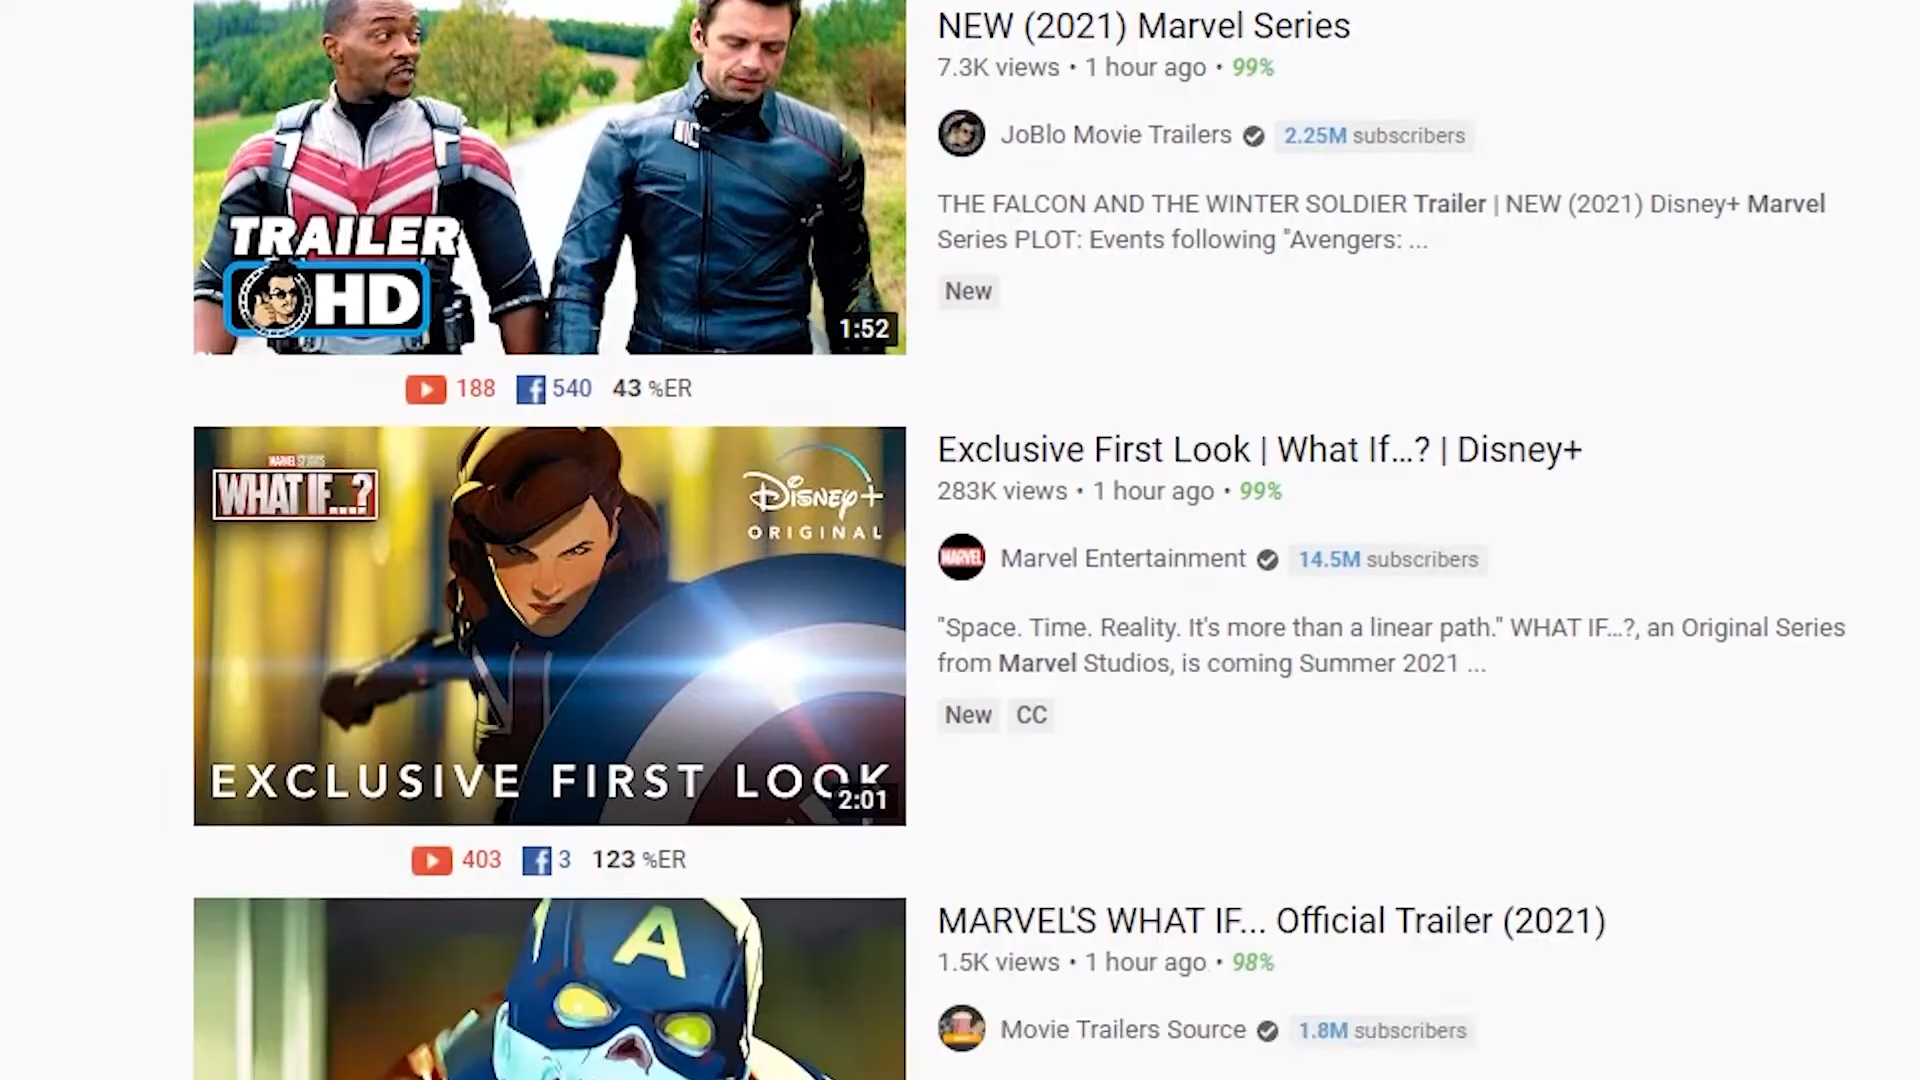 NEW (2021) Marvel Series
7.3K views • 1 hour ago • 99%
JoBlo Movie Trailers 2.25M subscribers
THE FALCON AND THE WINTER SOLDIER Trailer | NEW (2021) Disney+ Marvel
Series PLOT: Events following "Avengers: ...
New
TRAILER
HD
1:52
188 540 43 %ER
MARVEL STUDIOS
WHAT IF...?
Disney+
ORIGINAL
EXCLUSIVE FIRST LOOK
2:01
Exclusive First Look | What If...? | Disney+
283K views • 1 hour ago • 99%
MARVEL
Marvel Entertainment 14.5M subscribers
"Space. Time. Reality. It's more than a linear path." WHAT IF...?, an Original Series
from Marvel Studios, is coming Summer 2021 ...
New CC
403 3 123 %ER
A
MARVEL'S WHAT IF... Official Trailer (2021)
1.5K views • 1 hour ago • 98%
Movie Trailers Source 1.8M subscribers